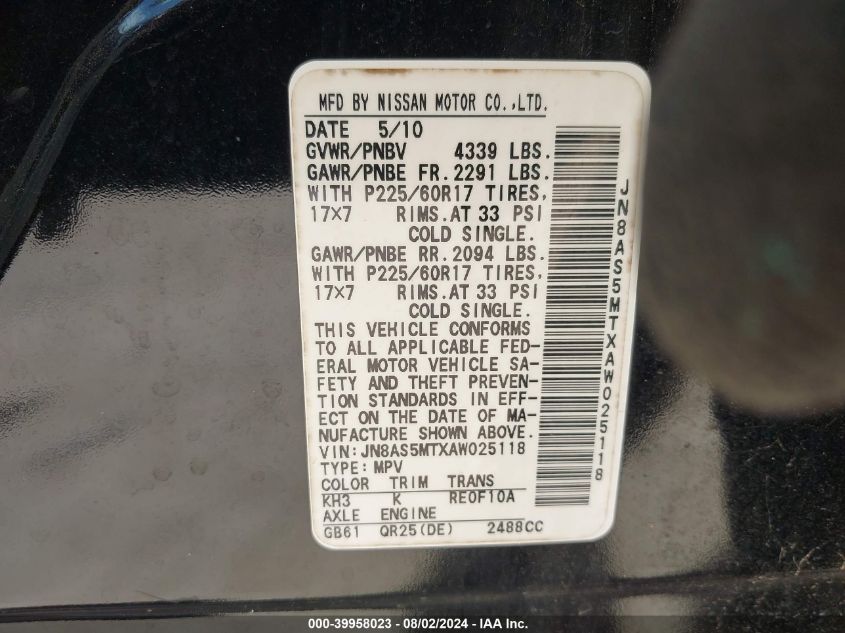 MFD BY NISSAN MOTOR CO.,LTD.
DATE 5/10
GVWR/PNBV 4339 LBS.
GAWR/PNBE FR. 2291 LBS.
WITH P225/60R17 TIRES,
17×7 RIMS.AT 33 PSI
COLD SINGLE.
GAWR/PNBE RR. 2094 LBS.
WITH P225/60R17 TIRES,
17×7 RIMS.AT 33 PSI
COLD SINGLE.
THIS VEHICLE CONFORMS
TO ALL APPLICABLE FED-
ERAL MOTOR VEHICLE SA-
FETY AND THEFT PREVEN-
TION STANDARDS IN EFF-
ECT ON THE DATE OF MA-
NUFACTURE SHOWN ABOVE.
VIN:JN8AS5MTXAW025118
TYPE:MPV
COLOR TRIM TRANS
KH3 K RE0F10A
AXLE ENGINE
GB61 QR25(DE) 2488CC
JN8AS5MTXAW025118
000-39958023 - 08/02/2024 - IAA Inc.